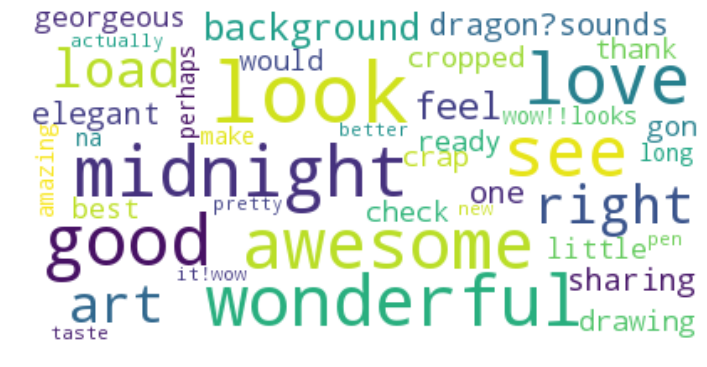 georgeous background dragon?sounds
actually load perhaps would look cropped love thank
elegant feel wow!!looks
amazing na make better ready gon
midnight crap see long
best pretty check new one right
good awesome little pen
it!wow sharing
art wonderful drawing
taste